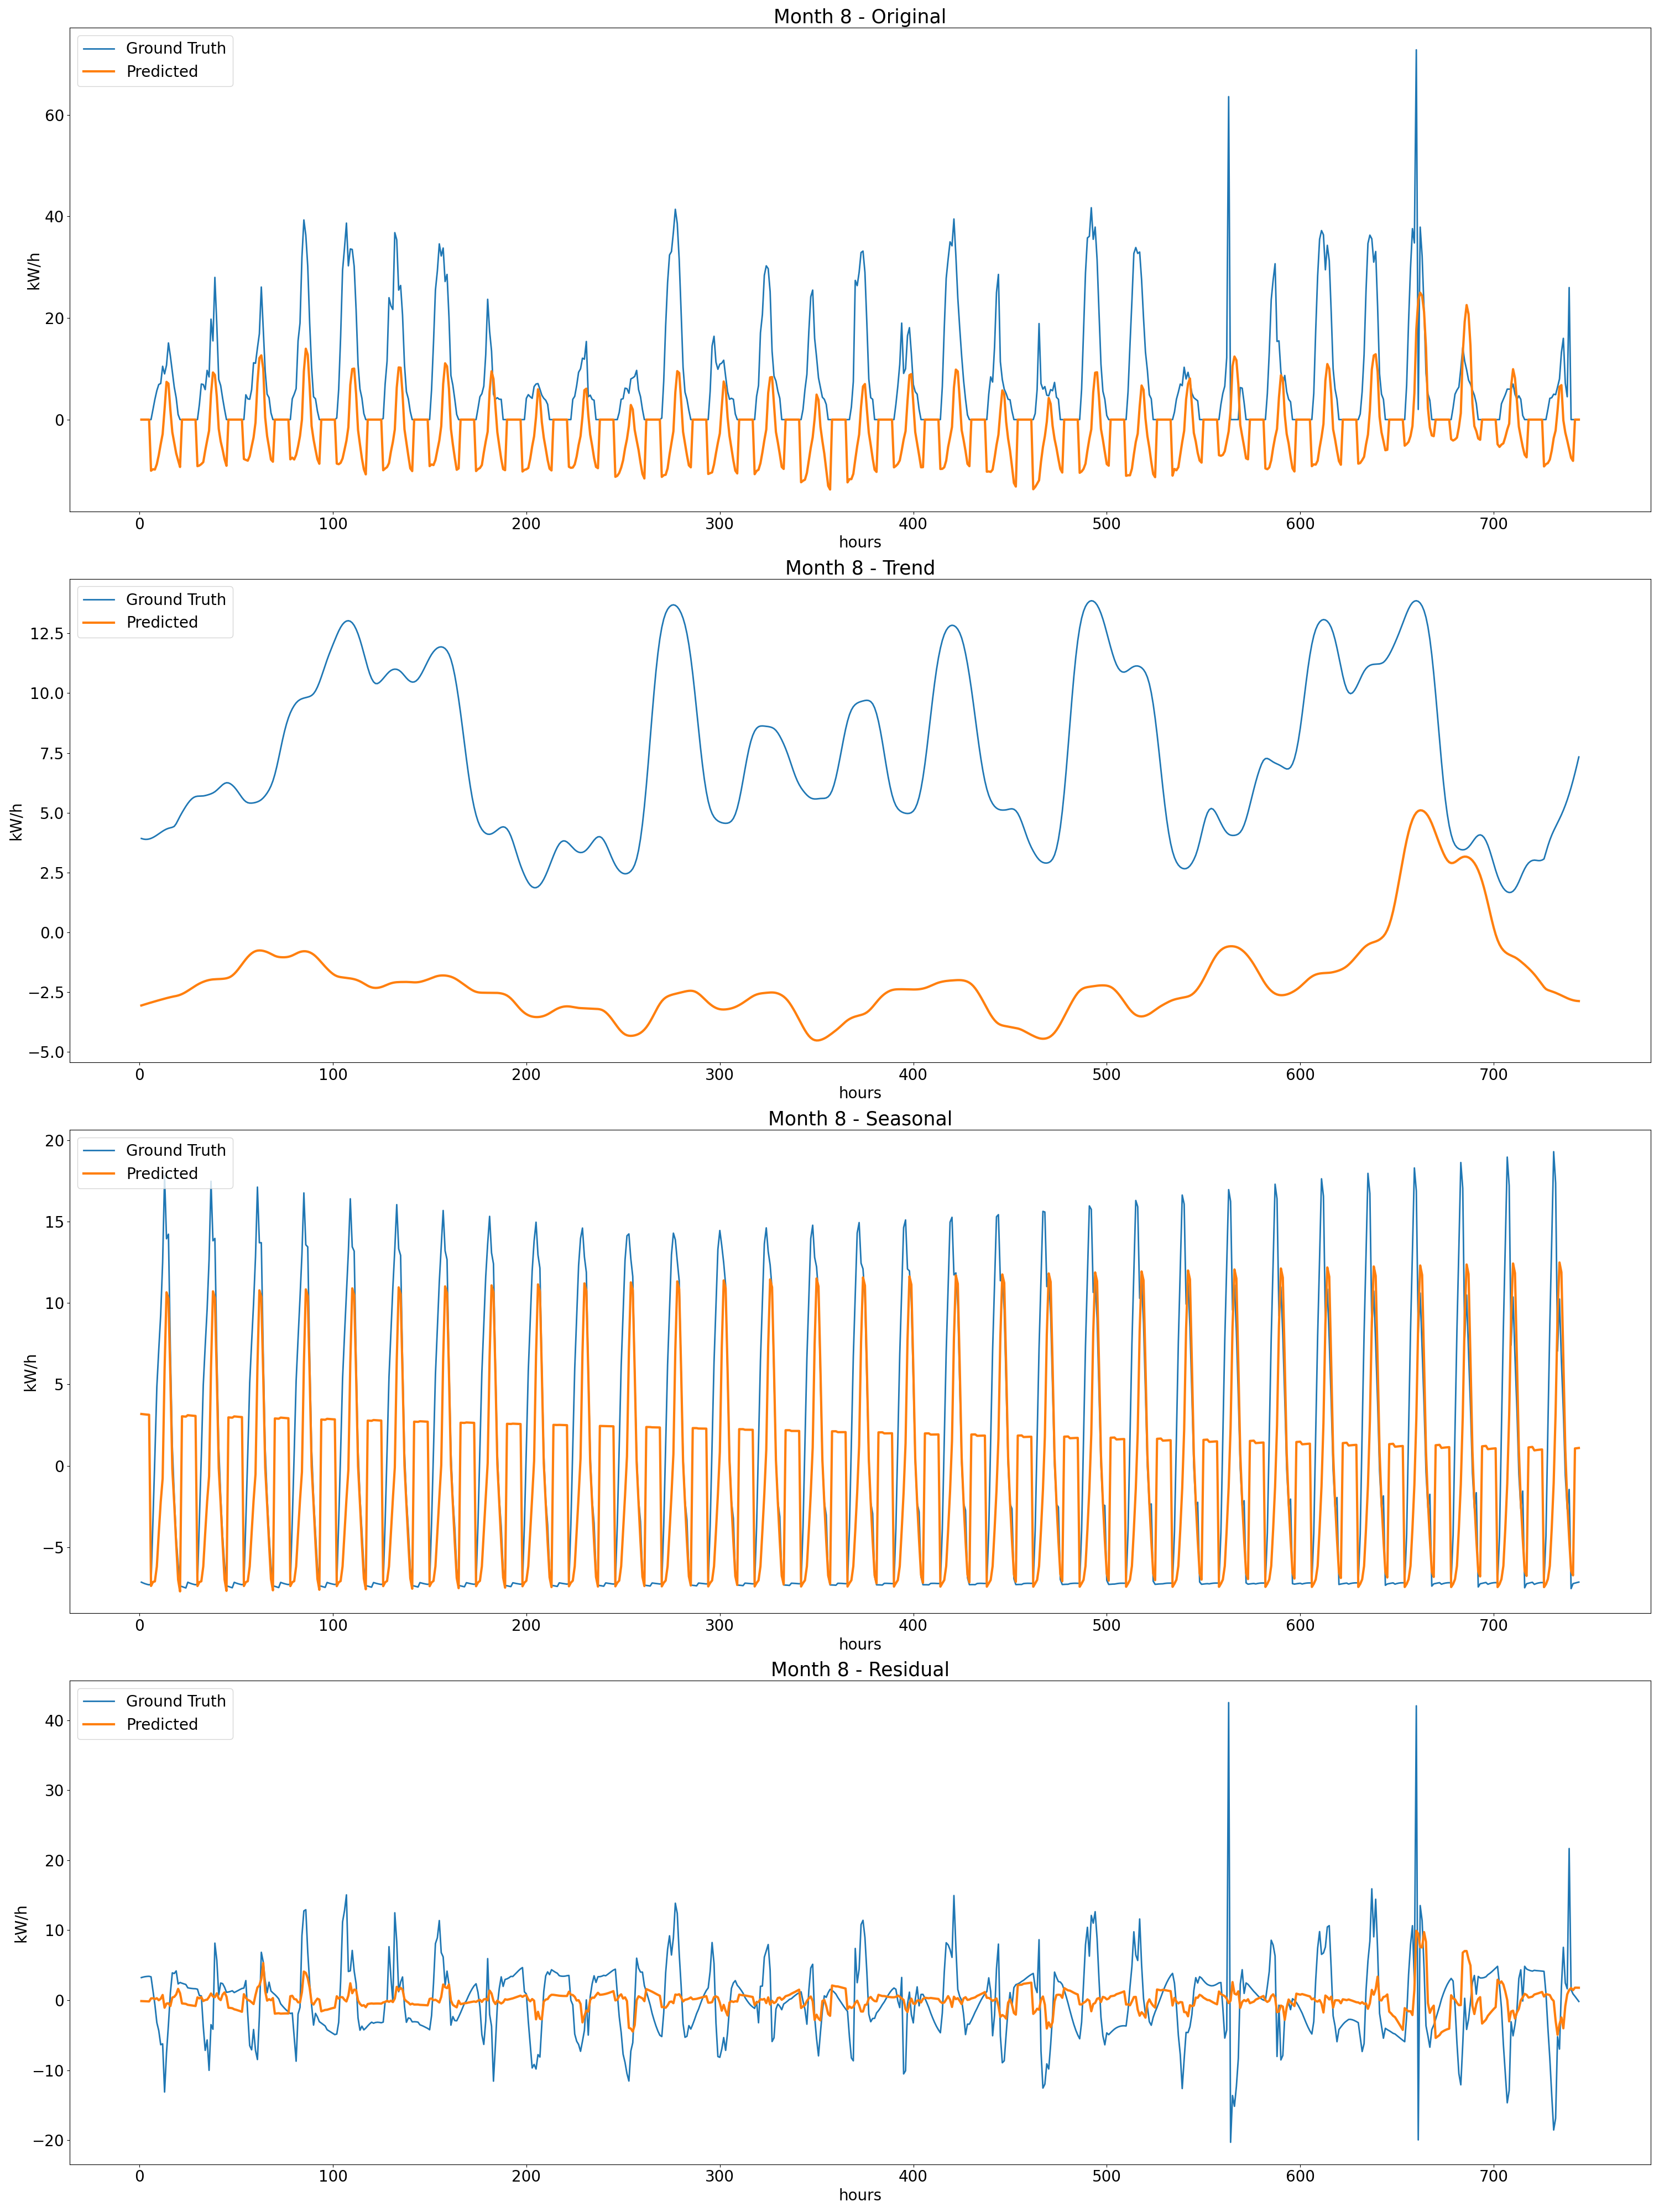 Month 8 - Original
Ground Truth
Predicted
60
40
20
0
kW/h
0 100 200 300 400 500 600 700
hours
Month 8 - Trend
Ground Truth
Predicted
12.5
10.0
7.5
5.0
2.5
0.0
−2.5
−5.0
kW/h
0 100 200 300 400 500 600 700
hours
Month 8 - Seasonal
Ground Truth
Predicted
20
15
10
5
0
−5
kW/h
0 100 200 300 400 500 600 700
hours
Month 8 - Residual
Ground Truth
Predicted
40
30
20
10
0
−10
−20
kW/h
0 100 200 300 400 500 600 700
hours